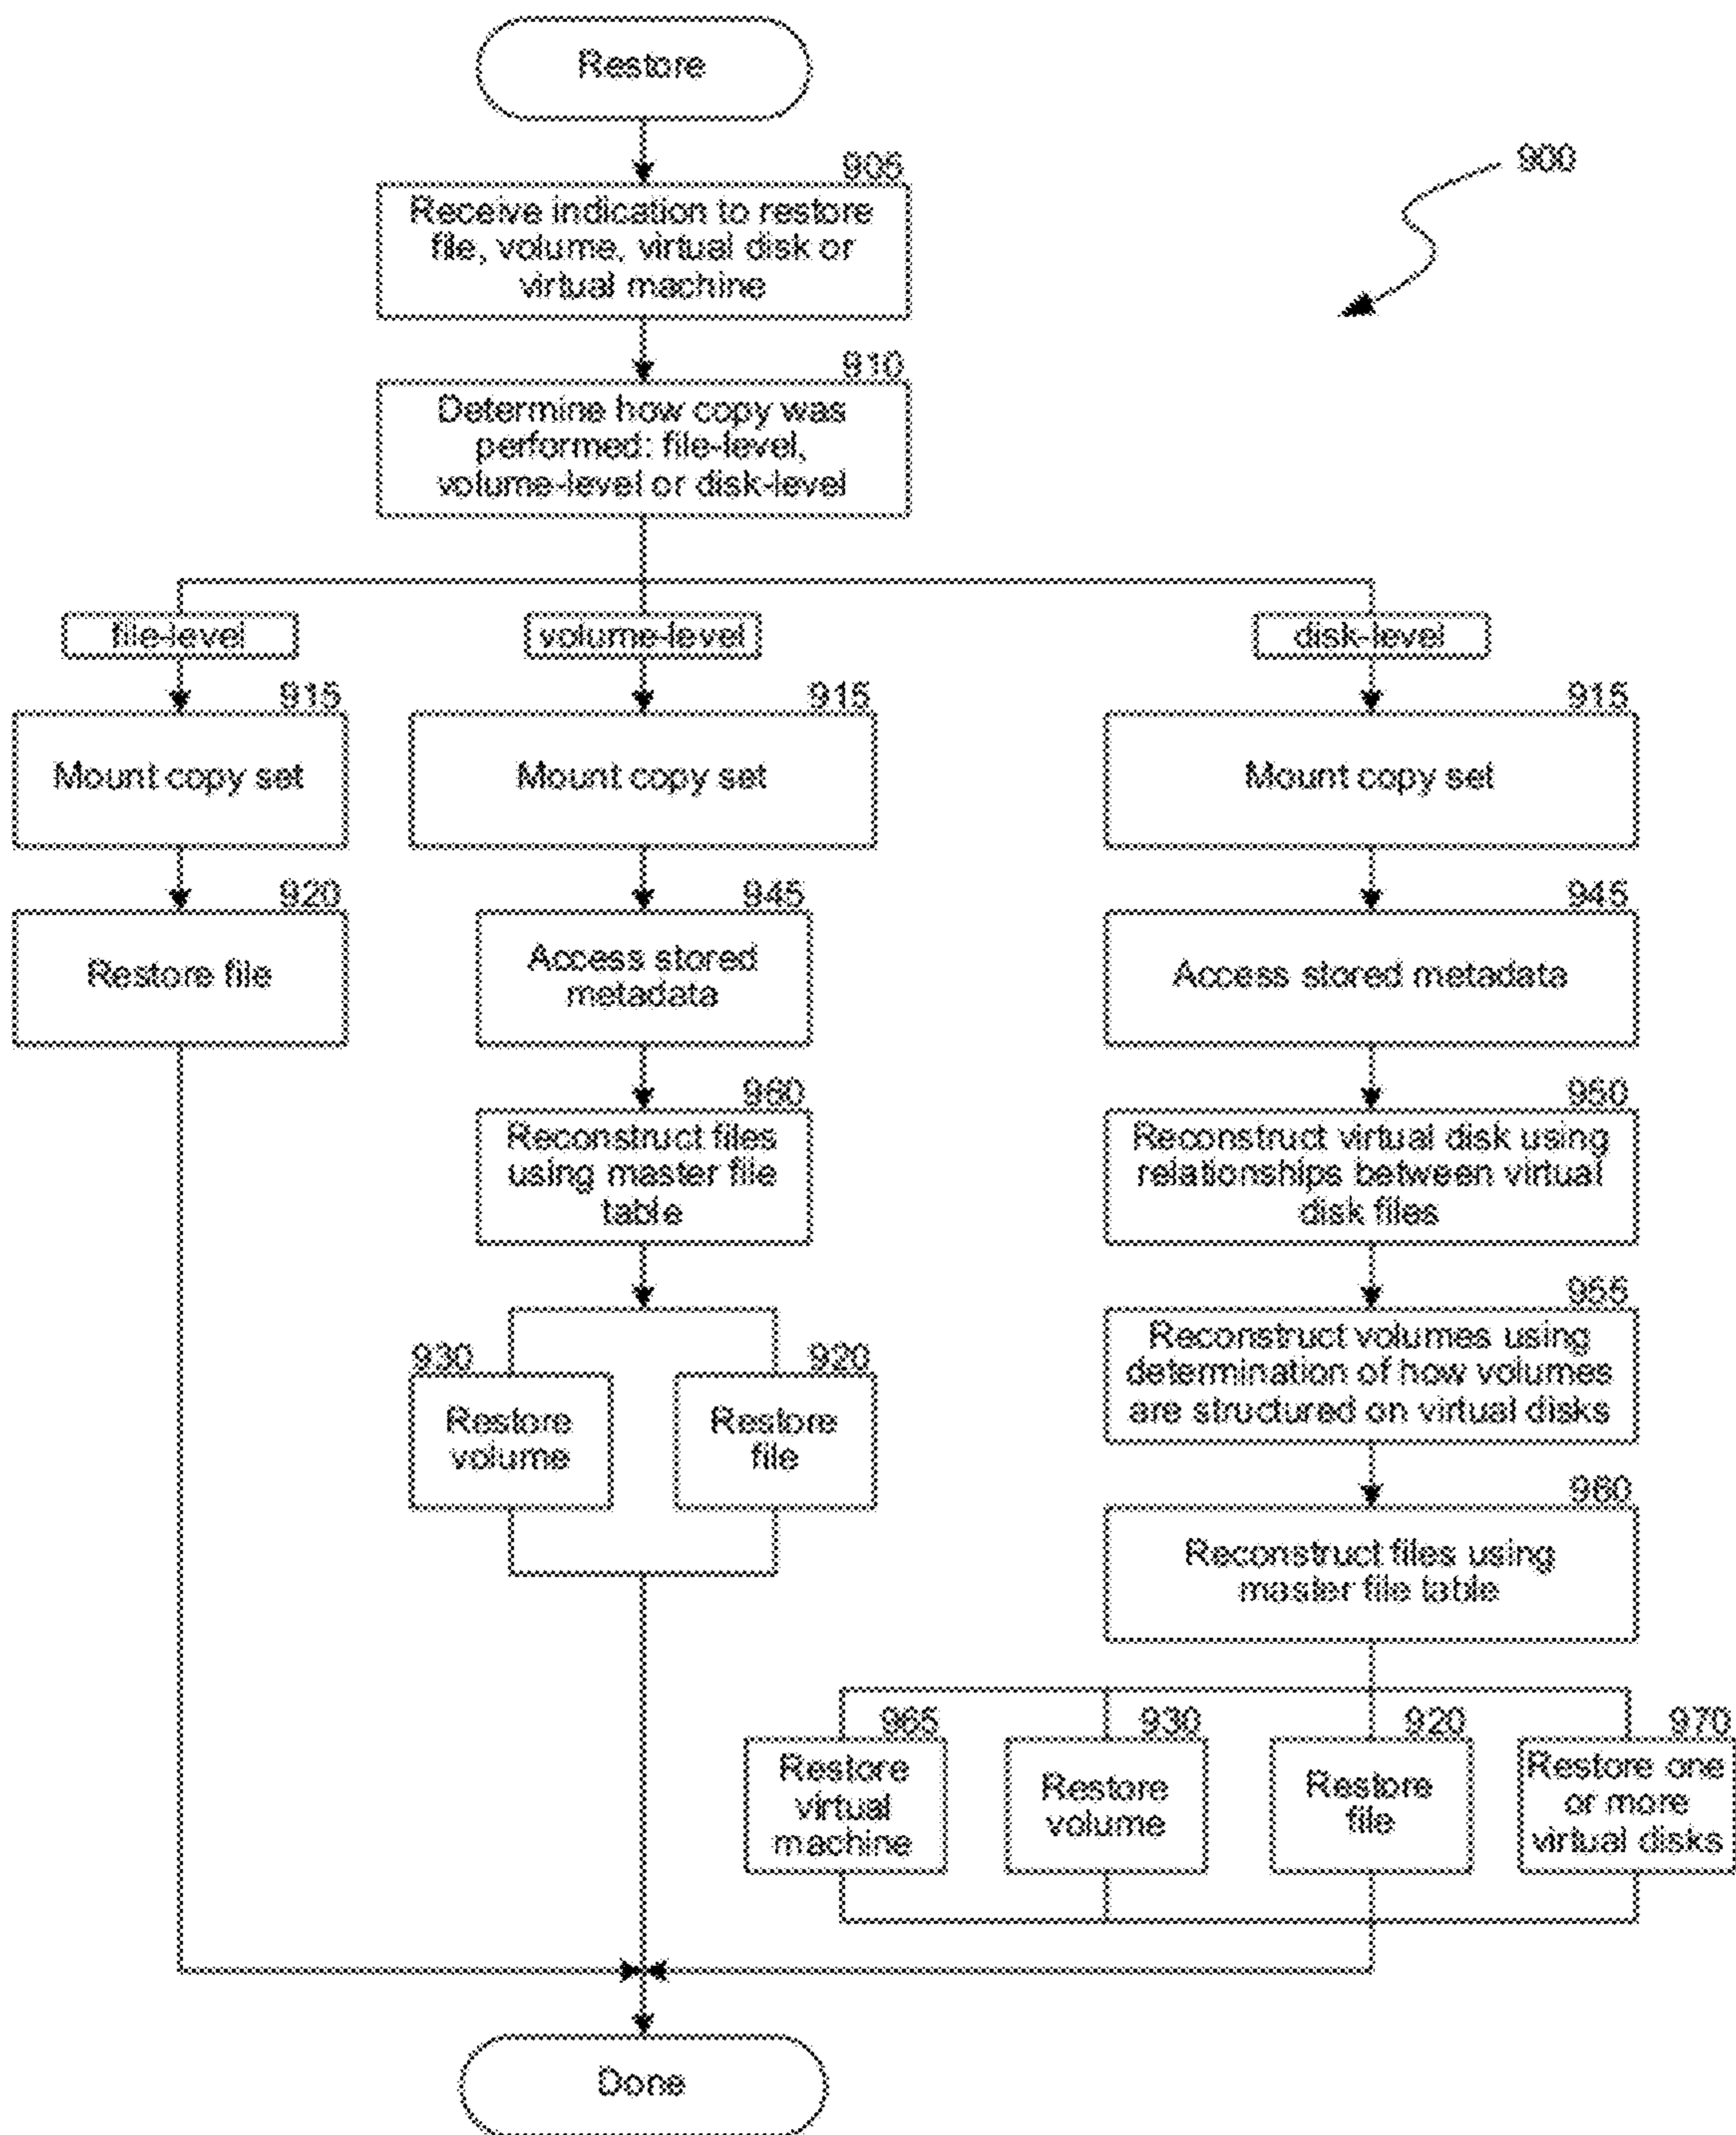 Restore
900
905
Receive indication to restore
file, volume, virtual disk or
virtual machine
910
Determine how copy was
performed: file-level,
volume-level or disk-level
file-level
volume-level
disk-level
915
Mount copy set
915
Mount copy set
915
Mount copy set
920
Restore file
945
Access stored
metadata
945
Access stored metadata
960
Reconstruct files
using master file
table
950
Reconstruct virtual disk using
relationships between virtual
disk files
955
Reconstruct volumes using
determination of how volumes
are structured on virtual disks
930
Restore
volume
920
Restore
file
960
Reconstruct files using
master file table
965
Restore
virtual
machine
930
Restore
volume
920
Restore
file
970
Restore one
or more
virtual disks
Done